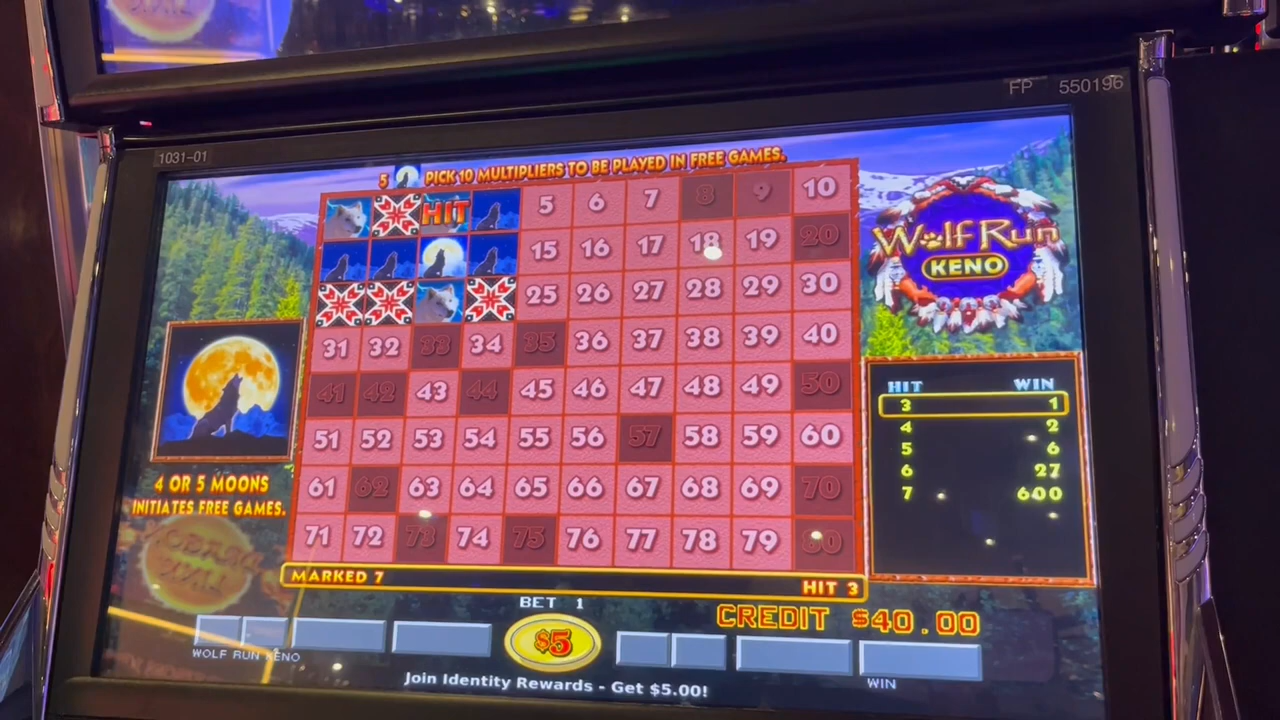 FP 550196
1031-01
5 PICK 10 MULTIPLIERS TO BE PLAYED IN FREE GAMES.
HIT 5 6 7 8 9 10
15 16 17 18 19 20
25 26 27 28 29 30
31 32 33 34 35 36 37 38 39 40
41 42 43 44 45 46 47 48 49 50
51 52 53 54 55 56 57 58 59 60
61 62 63 64 65 66 67 68 69 70
71 72 73 74 75 76 77 78 79 80
Wolf Run
KENO
HIT WIN
3 1
4 2
5 6
6 27
7 600
4 OR 5 MOONS
INITIATES FREE GAMES.
MARKED 7 HIT 3
BET 1
CREDIT $40.00
$5
WOLF RUN KENO
WIN
Join Identity Rewards - Get $5.00!